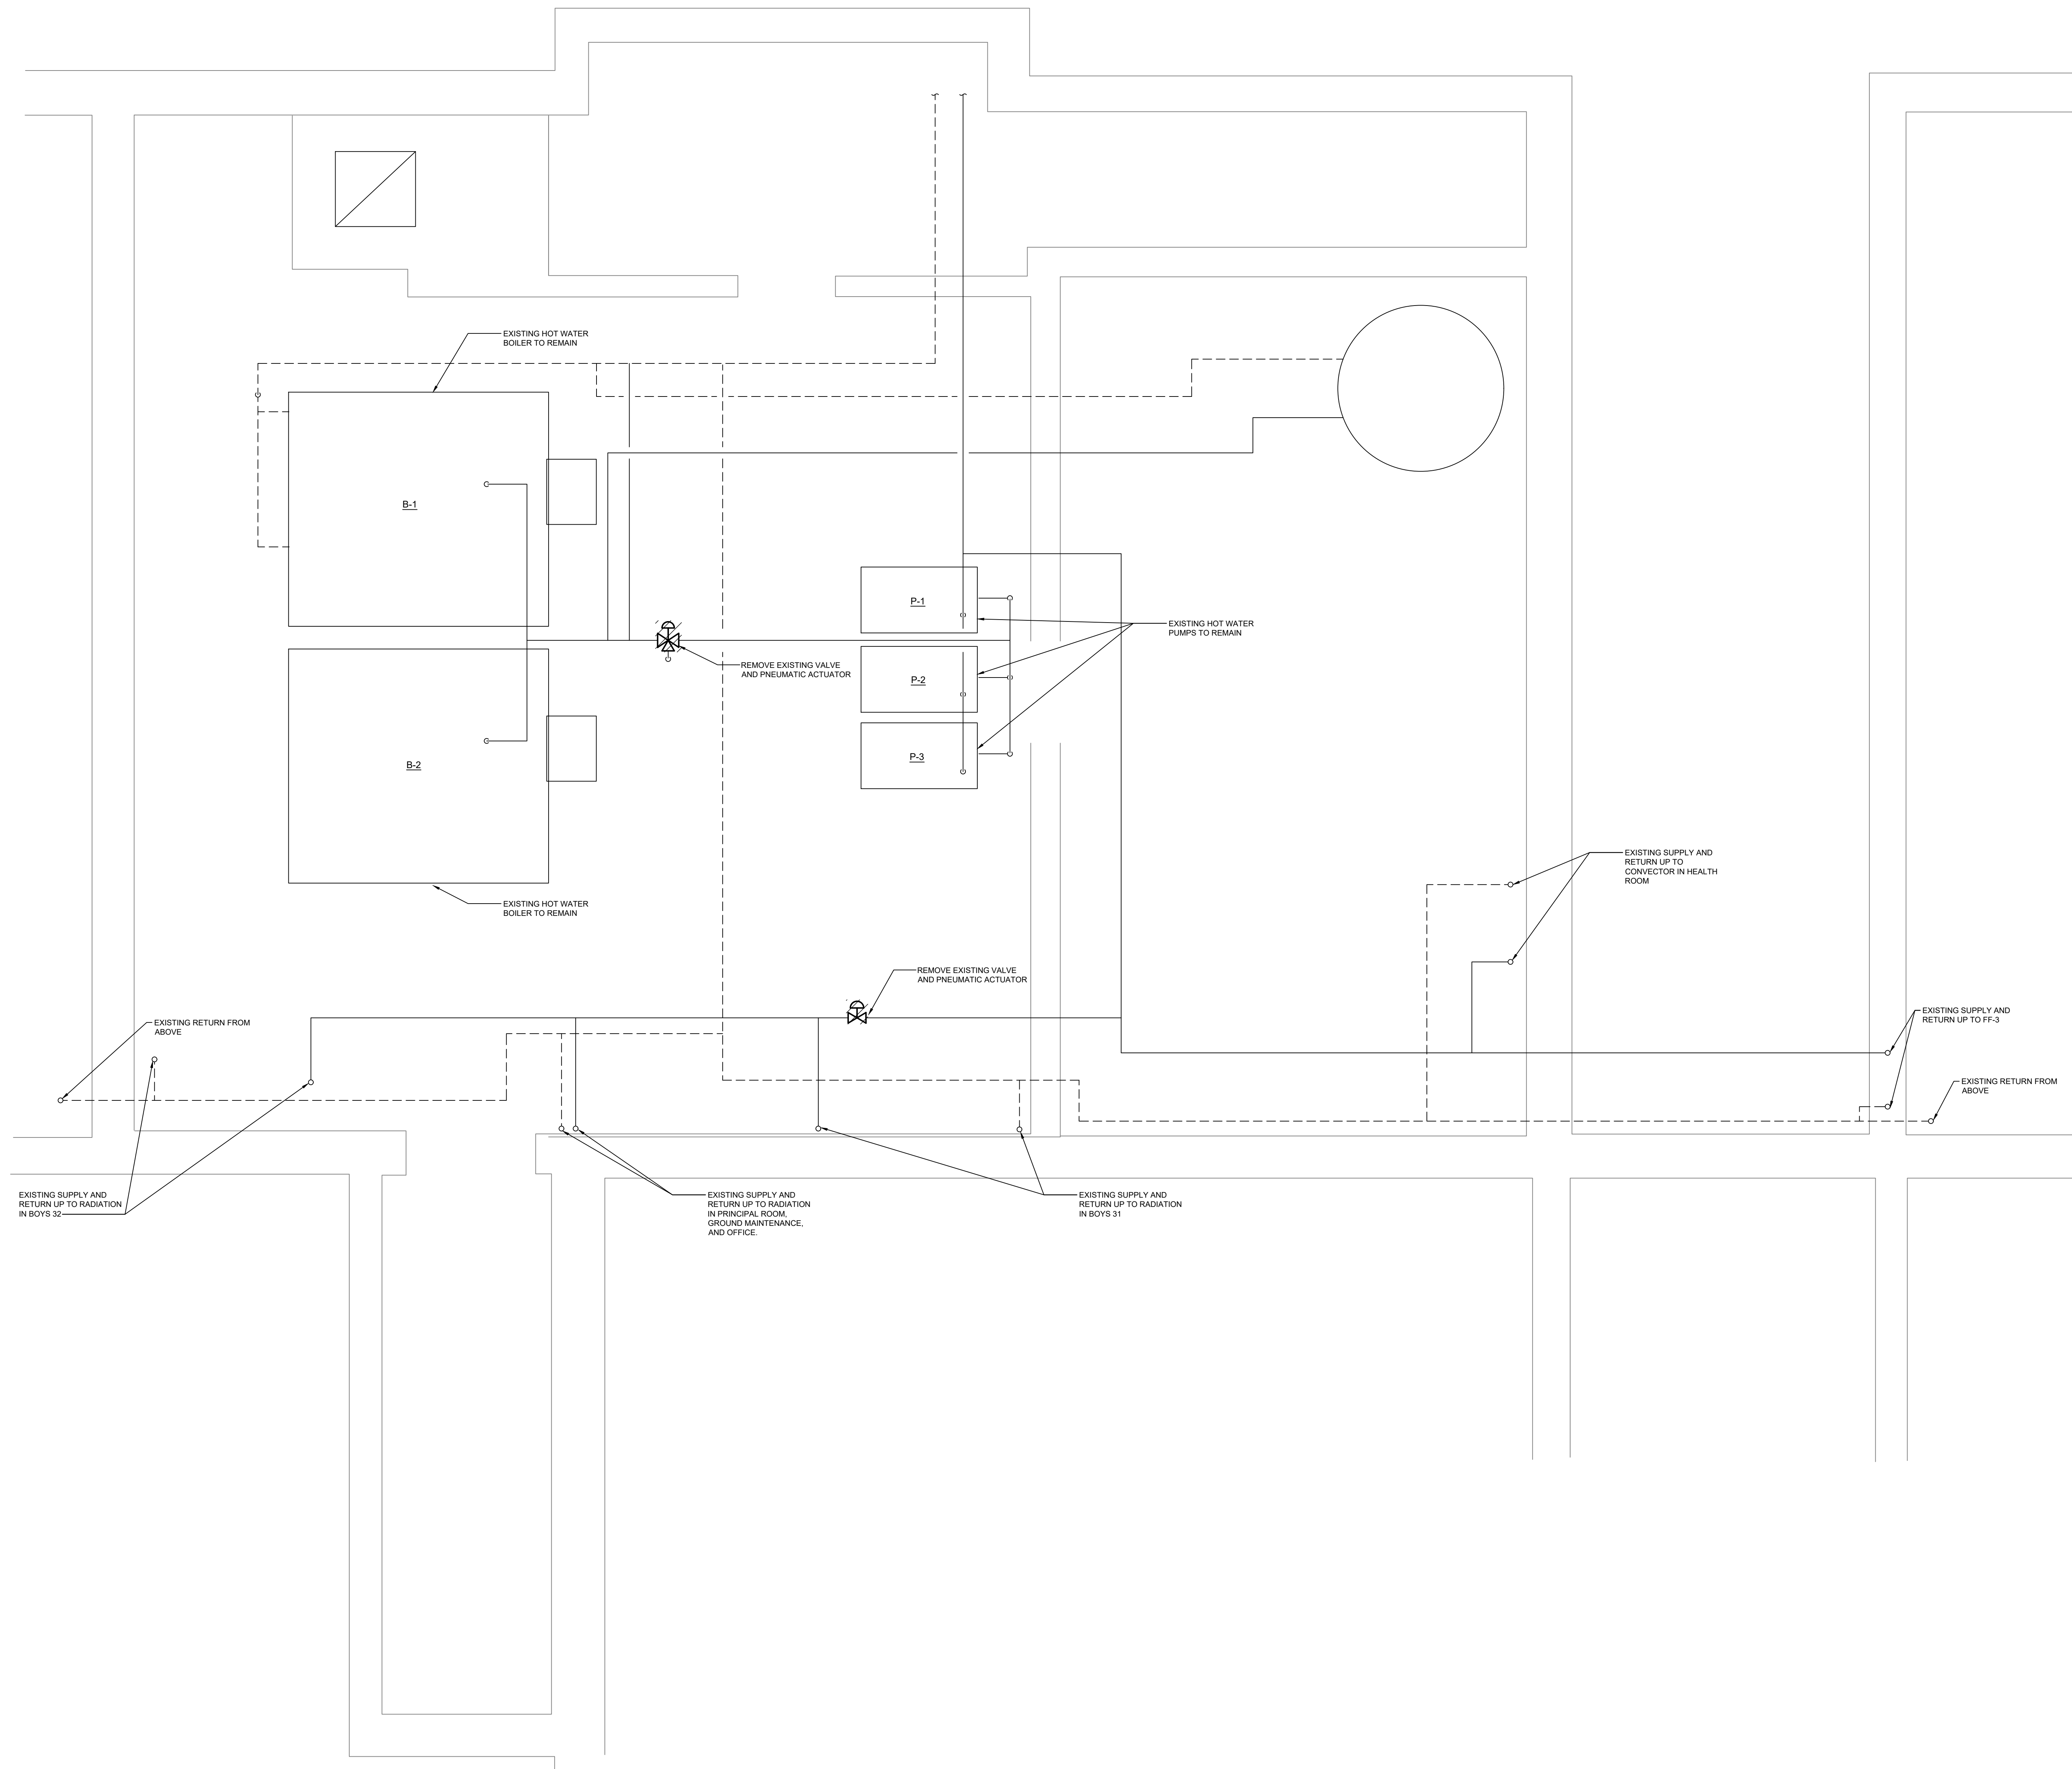 EXISTING HOT WATER
BOILER TO REMAIN
B-1
P-1
EXISTING HOT WATER
PUMPS TO REMAIN
REMOVE EXISTING VALVE
AND PNEUMATIC ACTUATOR
P-2
P-3
B-2
EXISTING HOT WATER
BOILER TO REMAIN
EXISTING SUPPLY AND
RETURN UP TO
CONVECTOR IN HEALTH
ROOM
REMOVE EXISTING VALVE
AND PNEUMATIC ACTUATOR
EXISTING RETURN FROM
ABOVE
EXISTING SUPPLY AND
RETURN UP TO FF-3
EXISTING RETURN FROM
ABOVE
EXISTING SUPPLY AND
RETURN UP TO RADIATION
IN BOYS 32
EXISTING SUPPLY AND
RETURN UP TO RADIATION
IN PRINCIPAL ROOM,
GROUND MAINTENANCE,
AND OFFICE.
EXISTING SUPPLY AND
RETURN UP TO RADIATION
IN BOYS 31